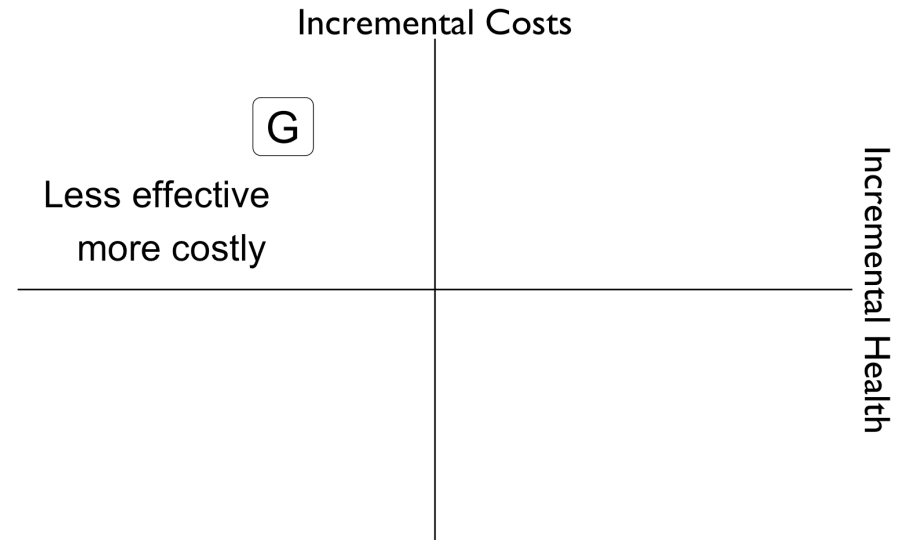 Incremental Costs
G
Less effective
more costly
Incremental Health